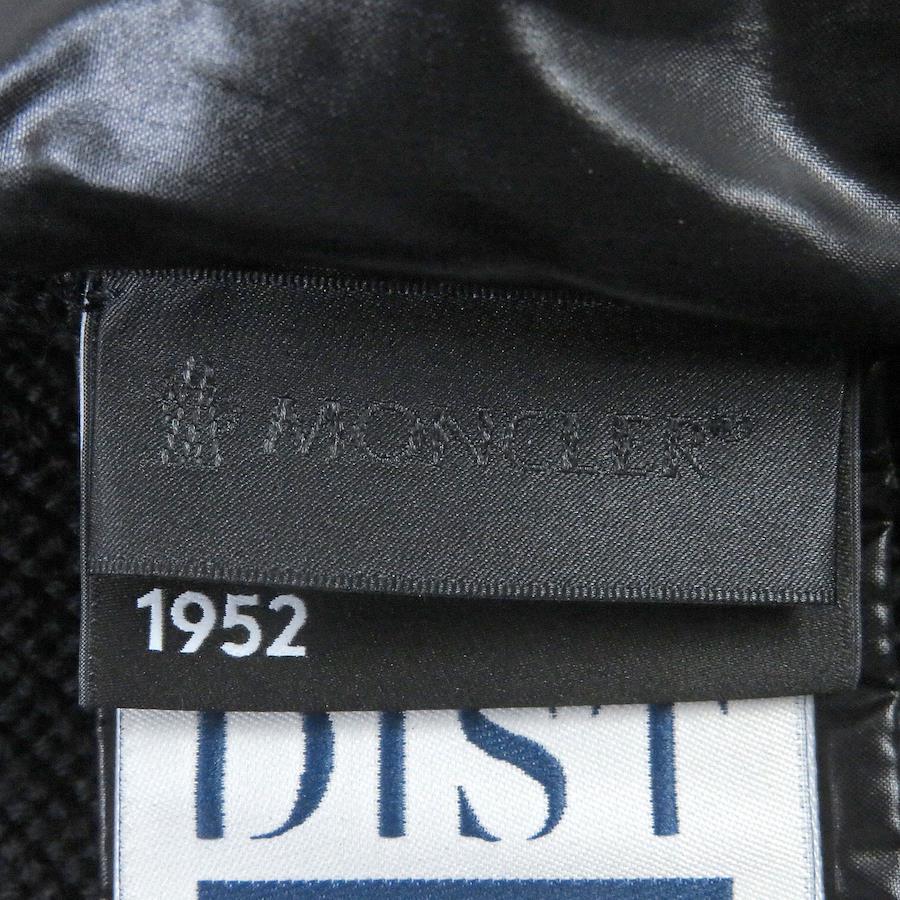 MONCLER
1952
DIST